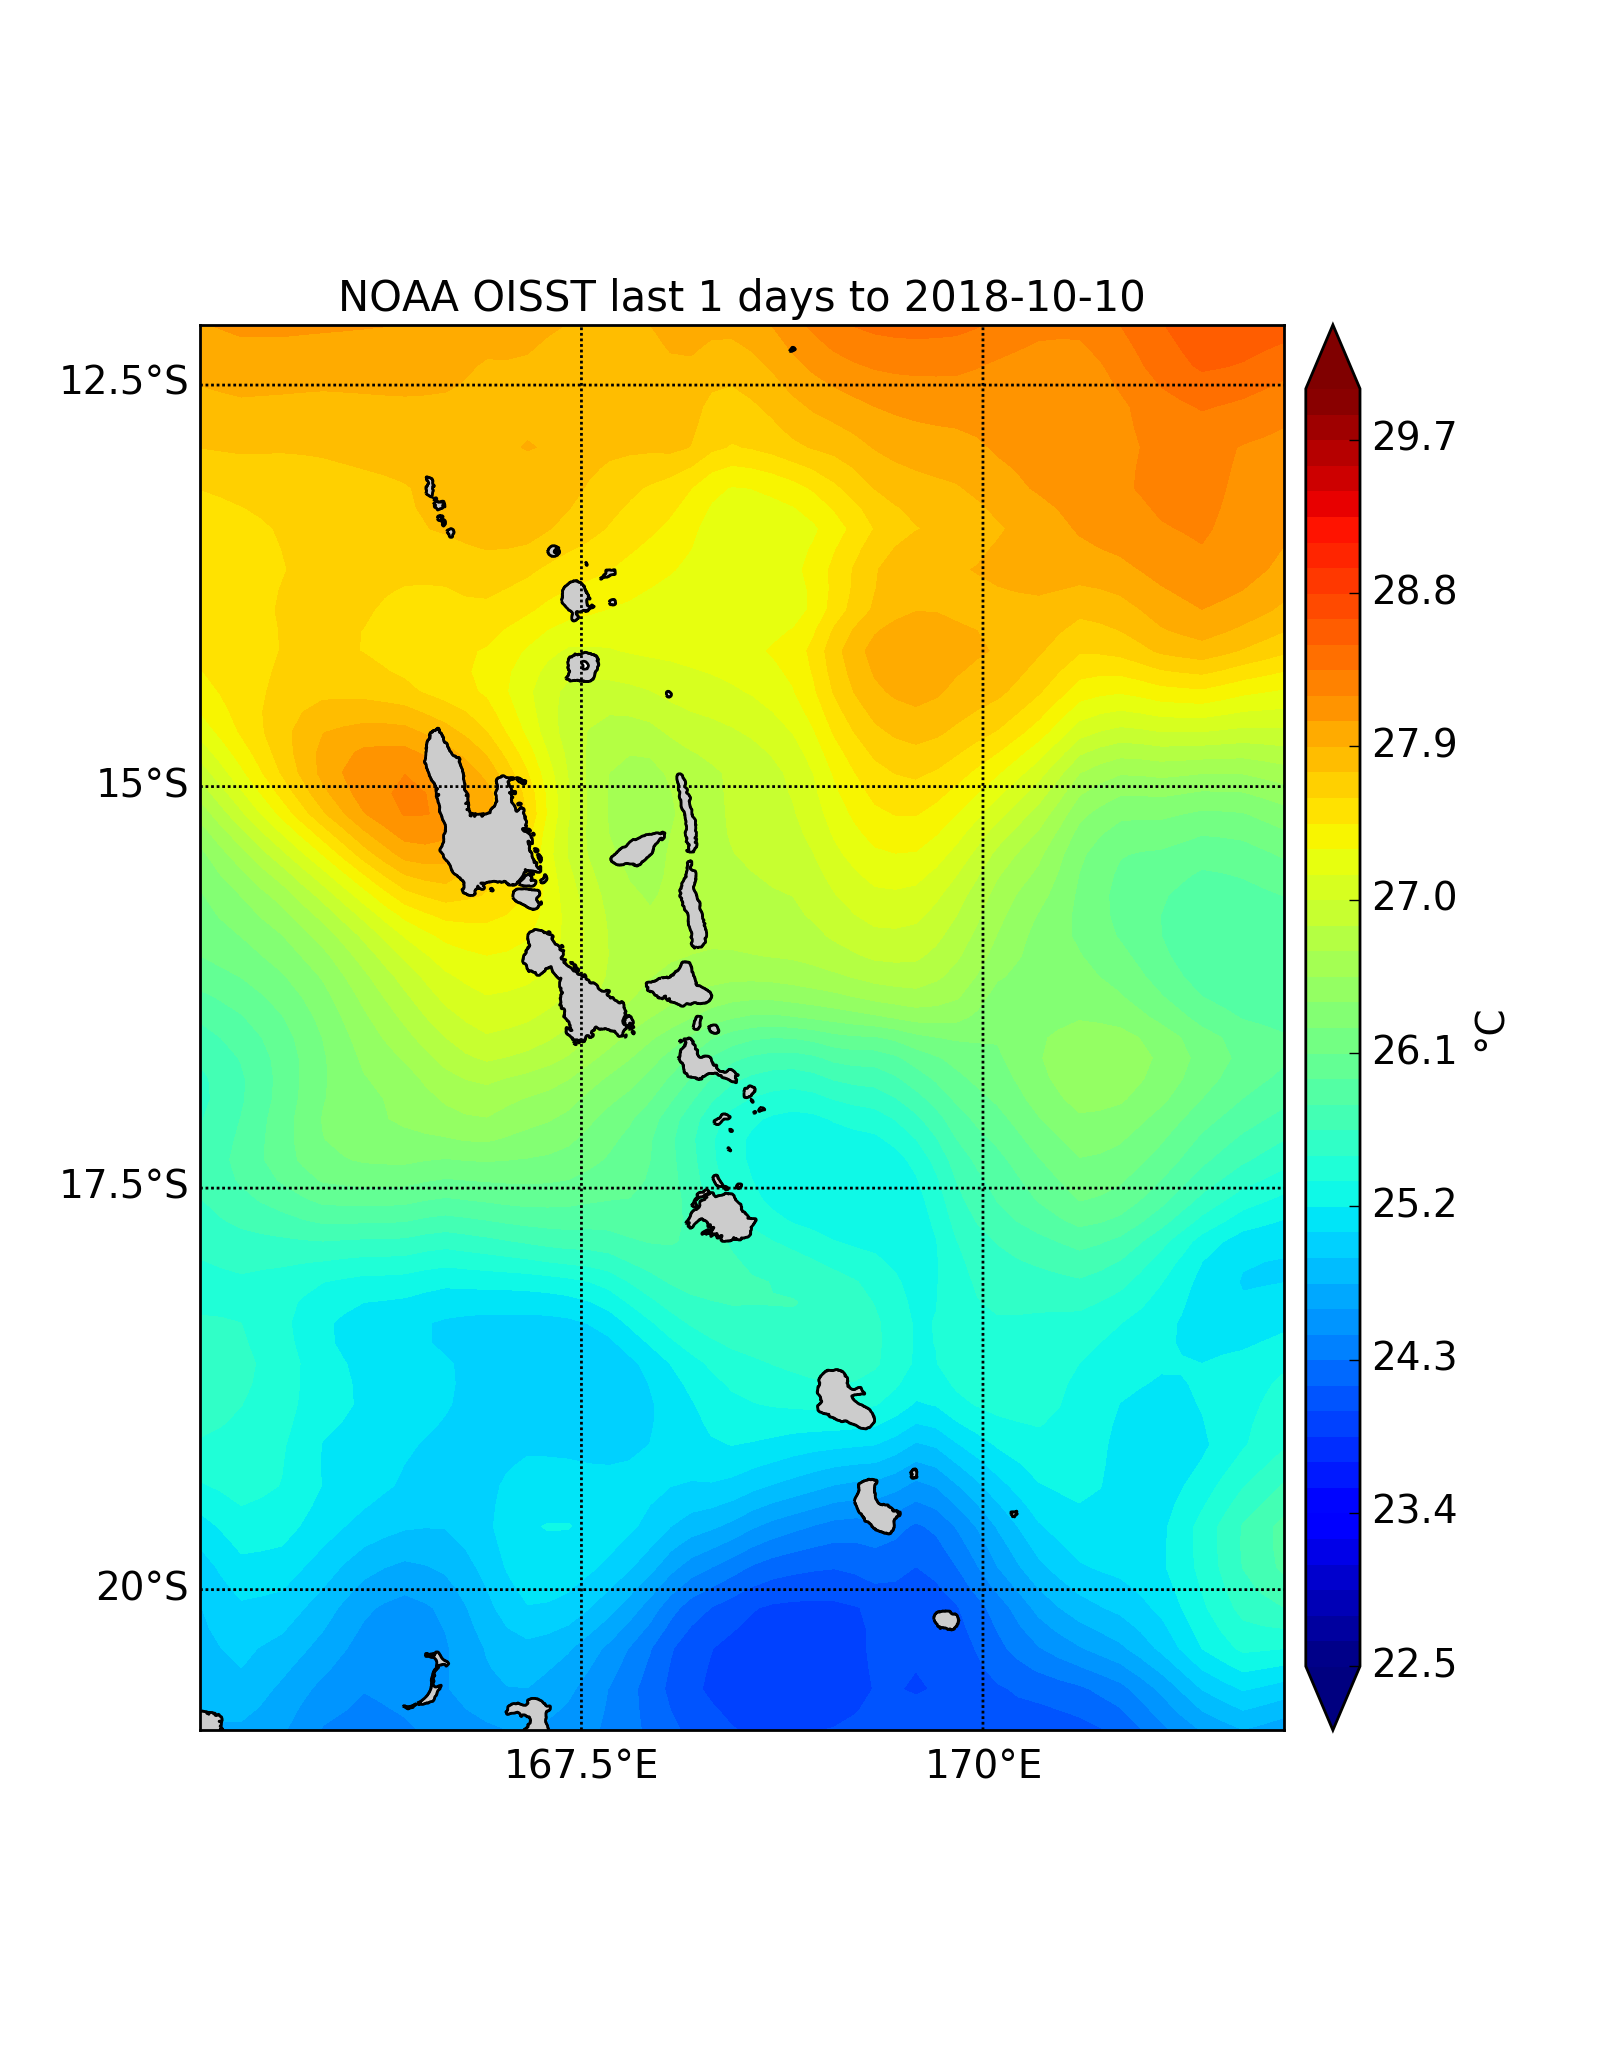 NOAA OISST last 1 days to 2018-10-10
12.5°S
15°S
17.5°S
20°S
167.5°E
170°E
29.7
28.8
27.9
27.0
26.1
25.2
24.3
23.4
22.5
°C